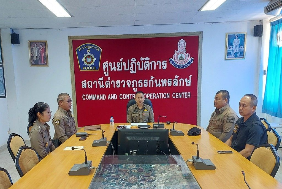 ศูนย์ปฏิบัติการ
สถานีตำรวจภูธรกันทรลักษ์
COMMAND AND CONTROL OPERATION CENTER